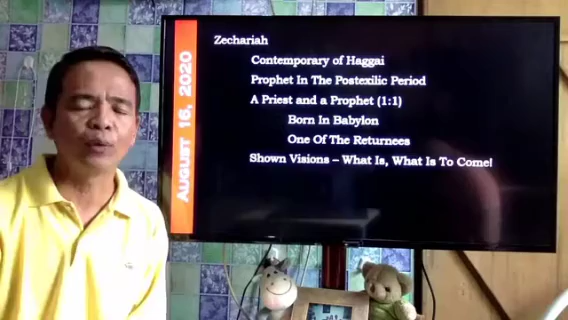 AUGUST 16, 2020
Zechariah
Contemporary of Haggai
Prophet In The Postexilic Period
A Priest and a Prophet (1:1)
Born In Babylon
One Of The Returnees
Shown Visions – What Is, What Is To Come!